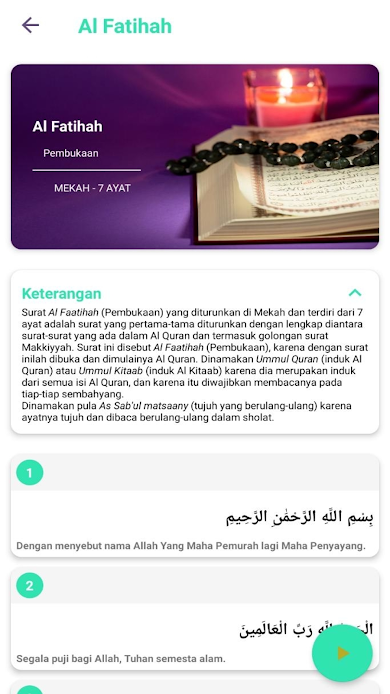 Al Fatihah
Al Fatihah
Pembukaan
MEKAH - 7 AYAT
Keterangan
Surat Al Faatihah (Pembukaan) yang diturunkan di Mekah dan terdiri dari 7
ayat adalah surat yang pertama-tama diturunkan dengan lengkap diantara
surat-surat yang ada dalam Al Quran dan termasuk golongan surat
Makkiyyah. Surat ini disebut Al Faatihah (Pembukaan), karena dengan surat
inilah dibuka dan dimulainya Al Quran. Dinamakan Ummul Quran (induk Al
Quran) atau Ummul Kitaab (induk Al Kitaab) karena dia merupakan induk
dari semua isi Al Quran, dan karena itu diwajibkan membacanya pada
tiap-tiap sembahyang.
Dinamakan pula As Sab'ul matsaany (tujuh yang berulang-ulang) karena
ayatnya tujuh dan dibaca berulang-ulang dalam sholat.
1
بِسْمِ اللَّهِ الرَّحْمَٰنِ الرَّحِيمِ
Dengan menyebut nama Allah Yang Maha Pemurah lagi Maha Penyayang.
2
رَبِّ الْعَالَمِينَ
Segala puji bagi Allah, Tuhan semesta alam.